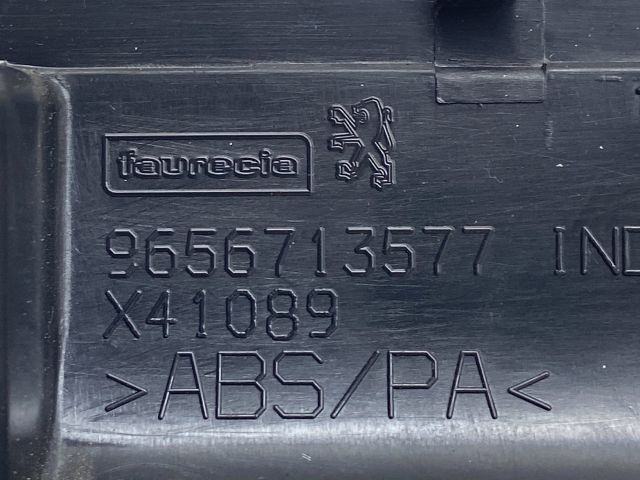 faurecia
9656713577 IND
X41089
>ABS/PA<